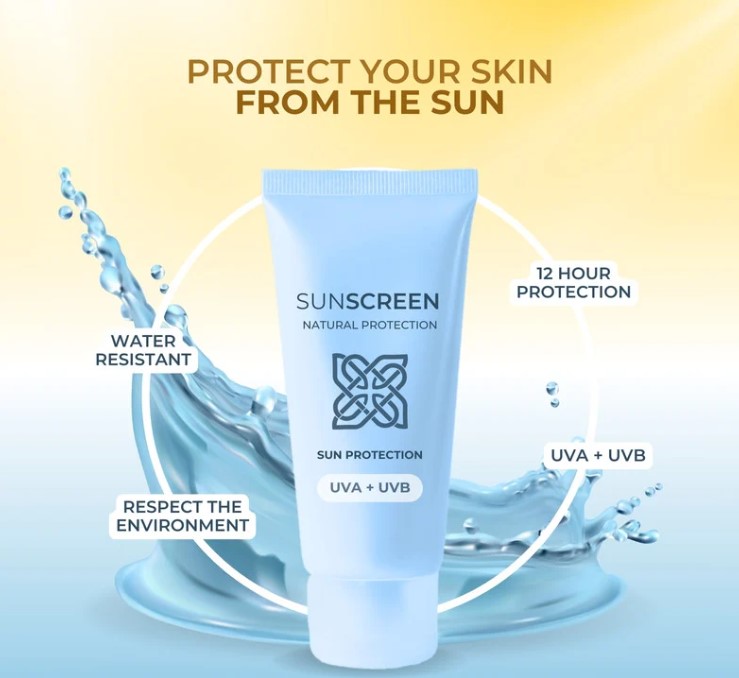 PROTECT YOUR SKIN
FROM THE SUN
SUNSCREEN
NATURAL PROTECTION
SUN PROTECTION
UVA + UVB
12 HOUR
PROTECTION
WATER
RESISTANT
UVA + UVB
RESPECT THE
ENVIRONMENT